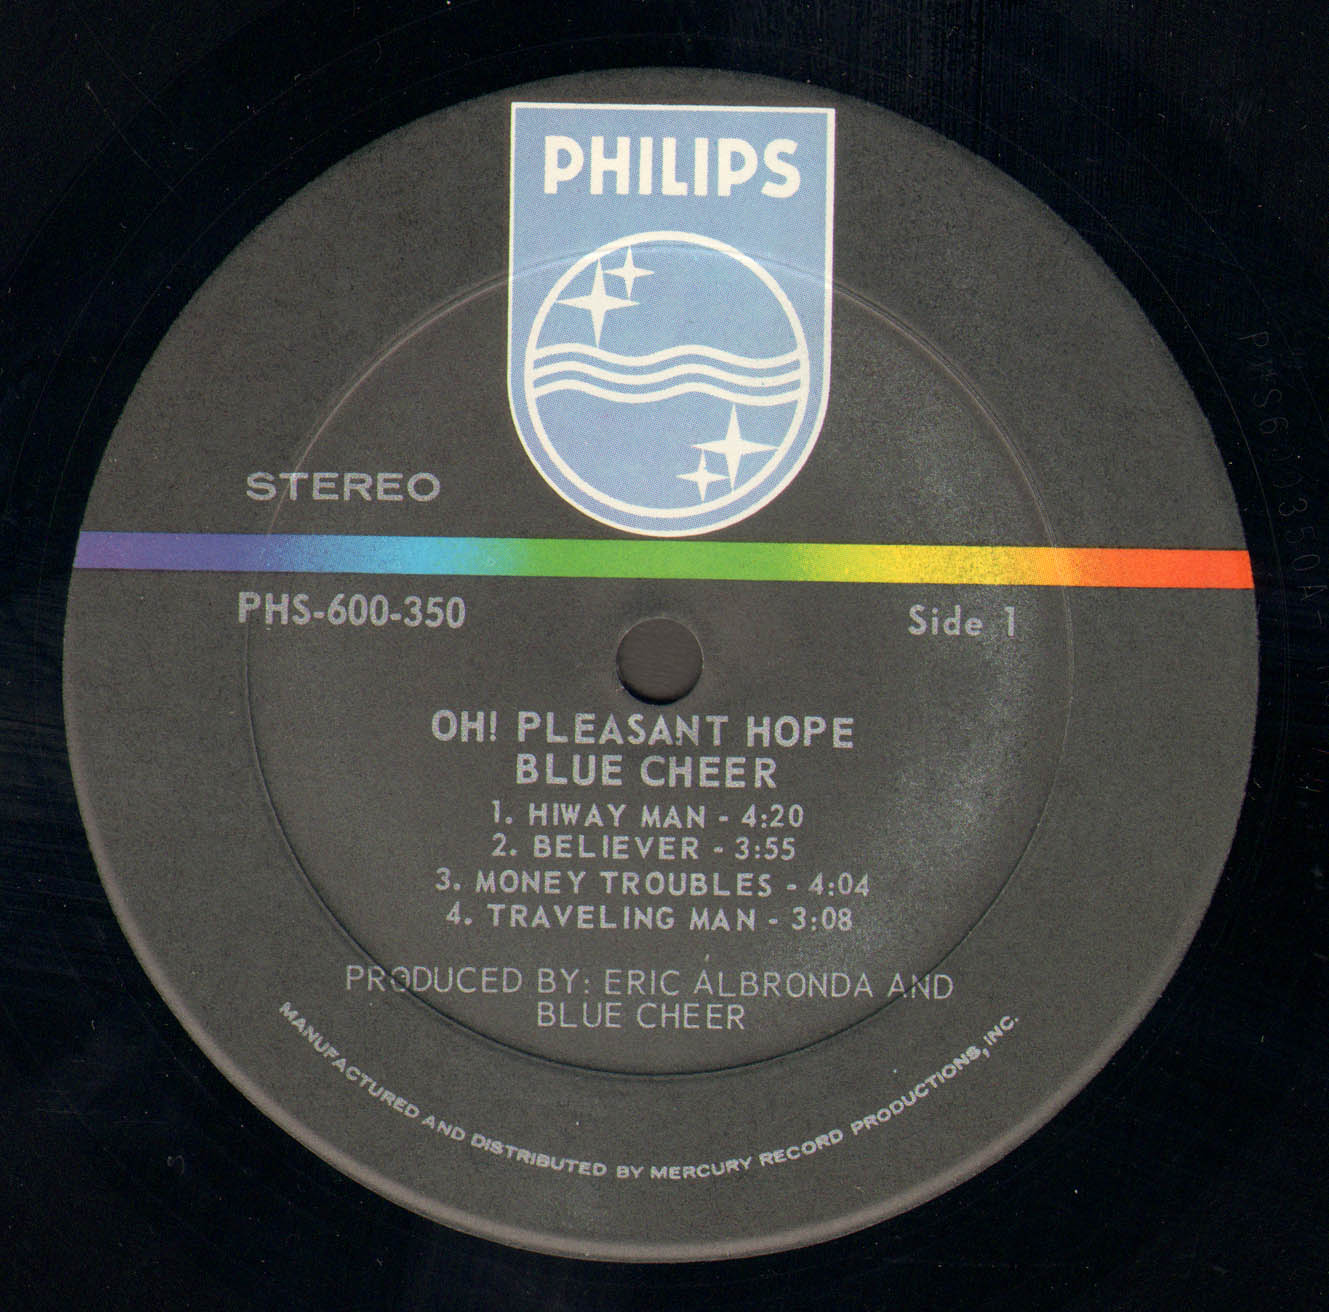 PHILIPS
STEREO
PHS-600-350
Side 1
OH! PLEASANT HOPE
BLUE CHEER
1. HIWAY MAN - 4:20
2. BELIEVER - 3:55
3. MONEY TROUBLES - 4:04
4. TRAVELING MAN - 3:08
PRODUCED BY: ERIC ALBRONDA AND
BLUE CHEER
MANUFACTURED AND DISTRIBUTED BY MERCURY RECORD PRODUCTIONS, INC.